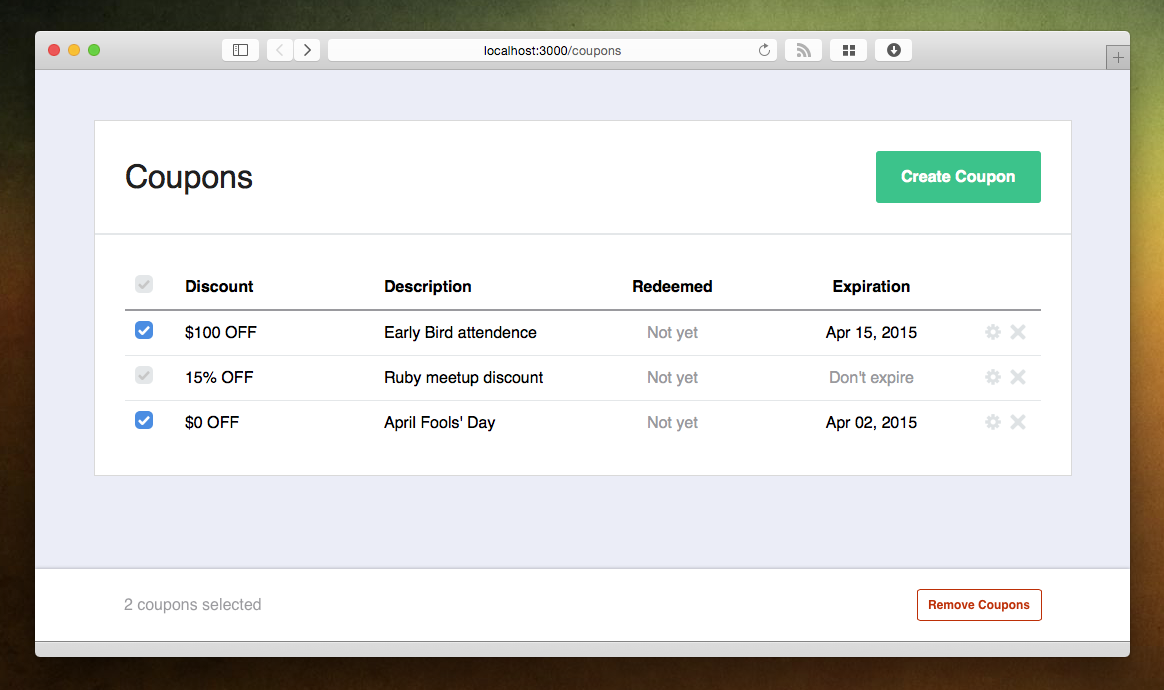 localhost:3000/coupons
Coupons
Create Coupon
Discount Description Redeemed Expiration
$100 OFF Early Bird attendence Not yet Apr 15, 2015
15% OFF Ruby meetup discount Not yet Don't expire
$0 OFF April Fools' Day Not yet Apr 02, 2015
2 coupons selected
Remove Coupons